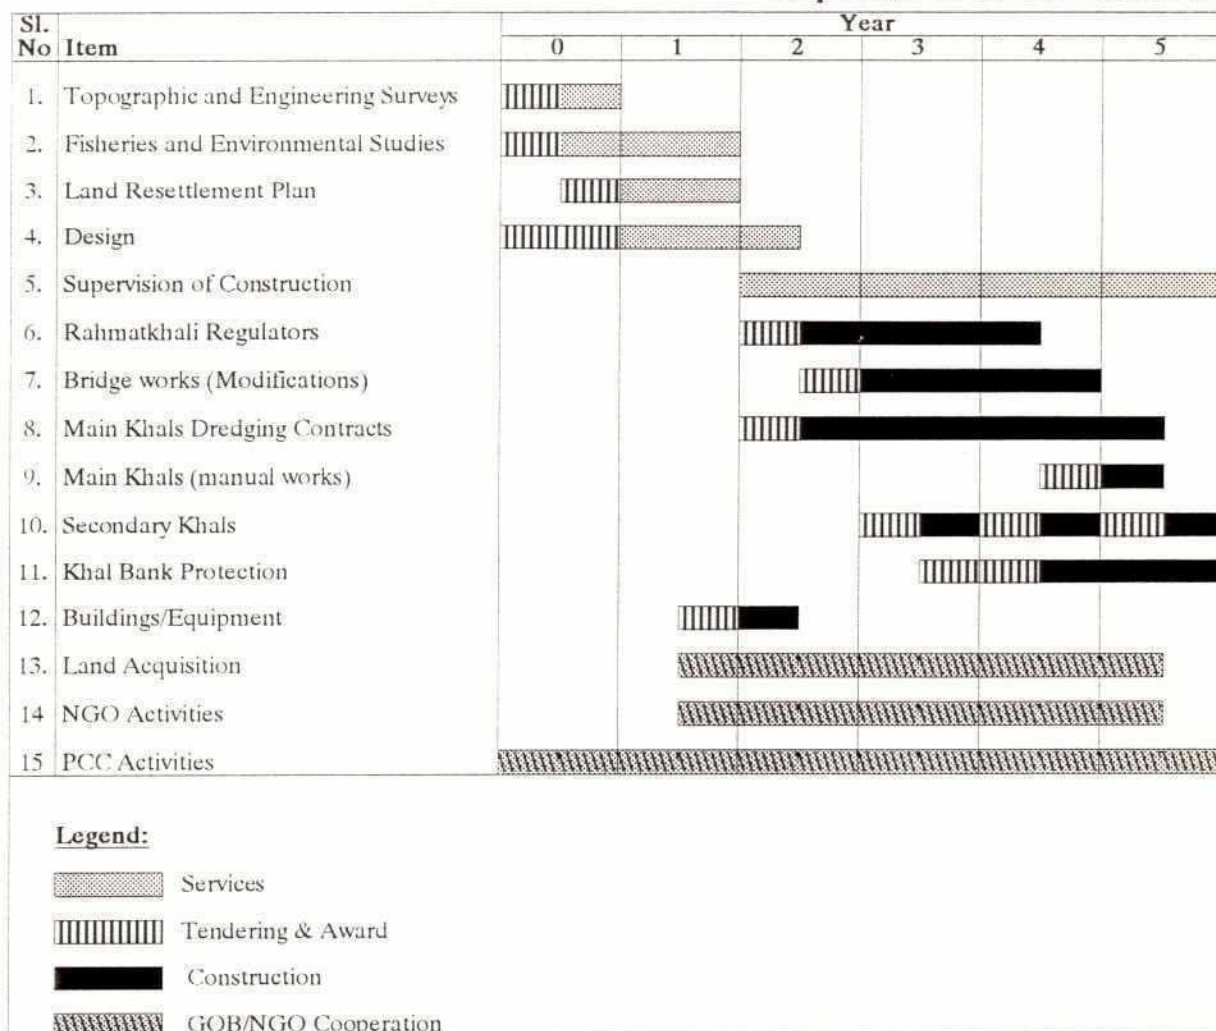 Sl. Year
No Item 0 1 2 3 4 5
1. Topographic and Engineering Surveys
2. Fisheries and Environmental Studies
3. Land Resettlement Plan
4. Design
5. Supervision of Construction
6. Rahmatkhali Regulators
7. Bridge works (Modifications)
8. Main Khals Dredging Contracts
9. Main Khals (manual works)
10. Secondary Khals
11. Khal Bank Protection
12. Buildings/Equipment
13. Land Acquisition
14 NGO Activities
15 PCC Activities
Legend:
Services
Tendering & Award
Construction
GOB/NGO Cooperation